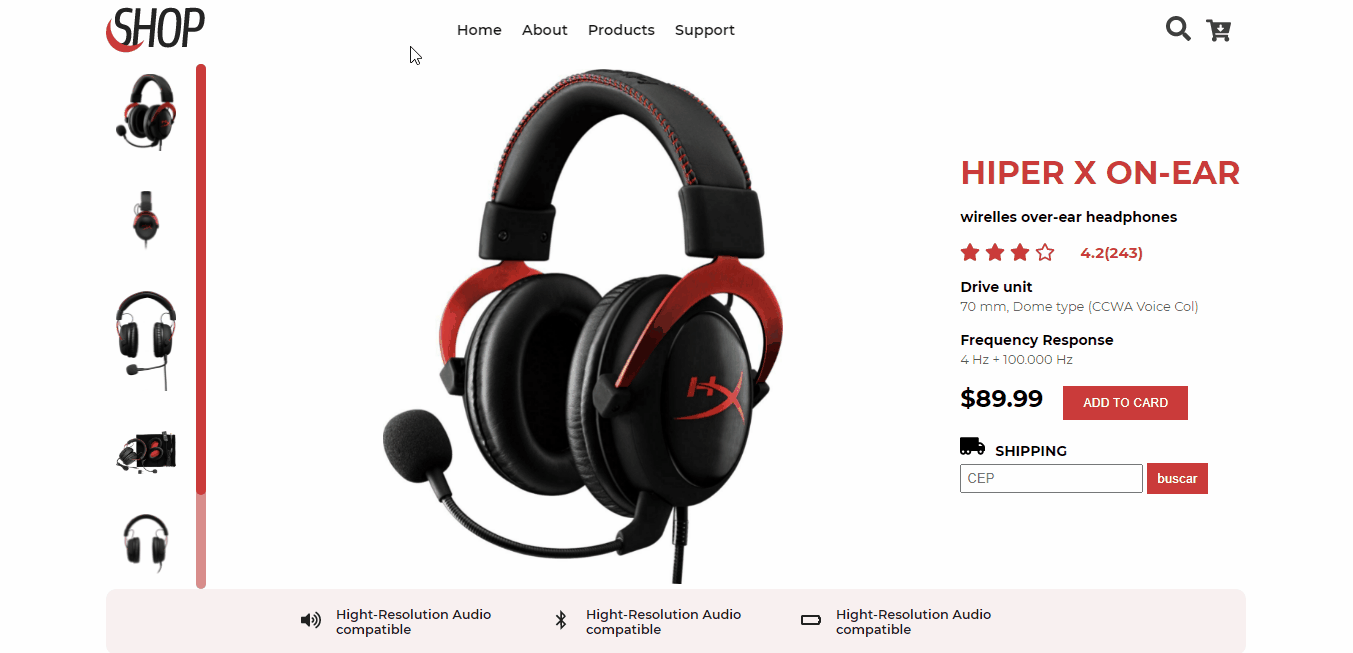 SHOP
Home About Products Support
HIPER X ON-EAR
wirelles over-ear headphones
4.2(243)
Drive unit
70 mm, Dome type (CCWA Voice Col)
Frequency Response
4 Hz + 100.000 Hz
$89.99 ADD TO CARD
SHIPPING
CEP buscar
HX
Hight-Resolution Audio
compatible
Hight-Resolution Audio
compatible
Hight-Resolution Audio
compatible